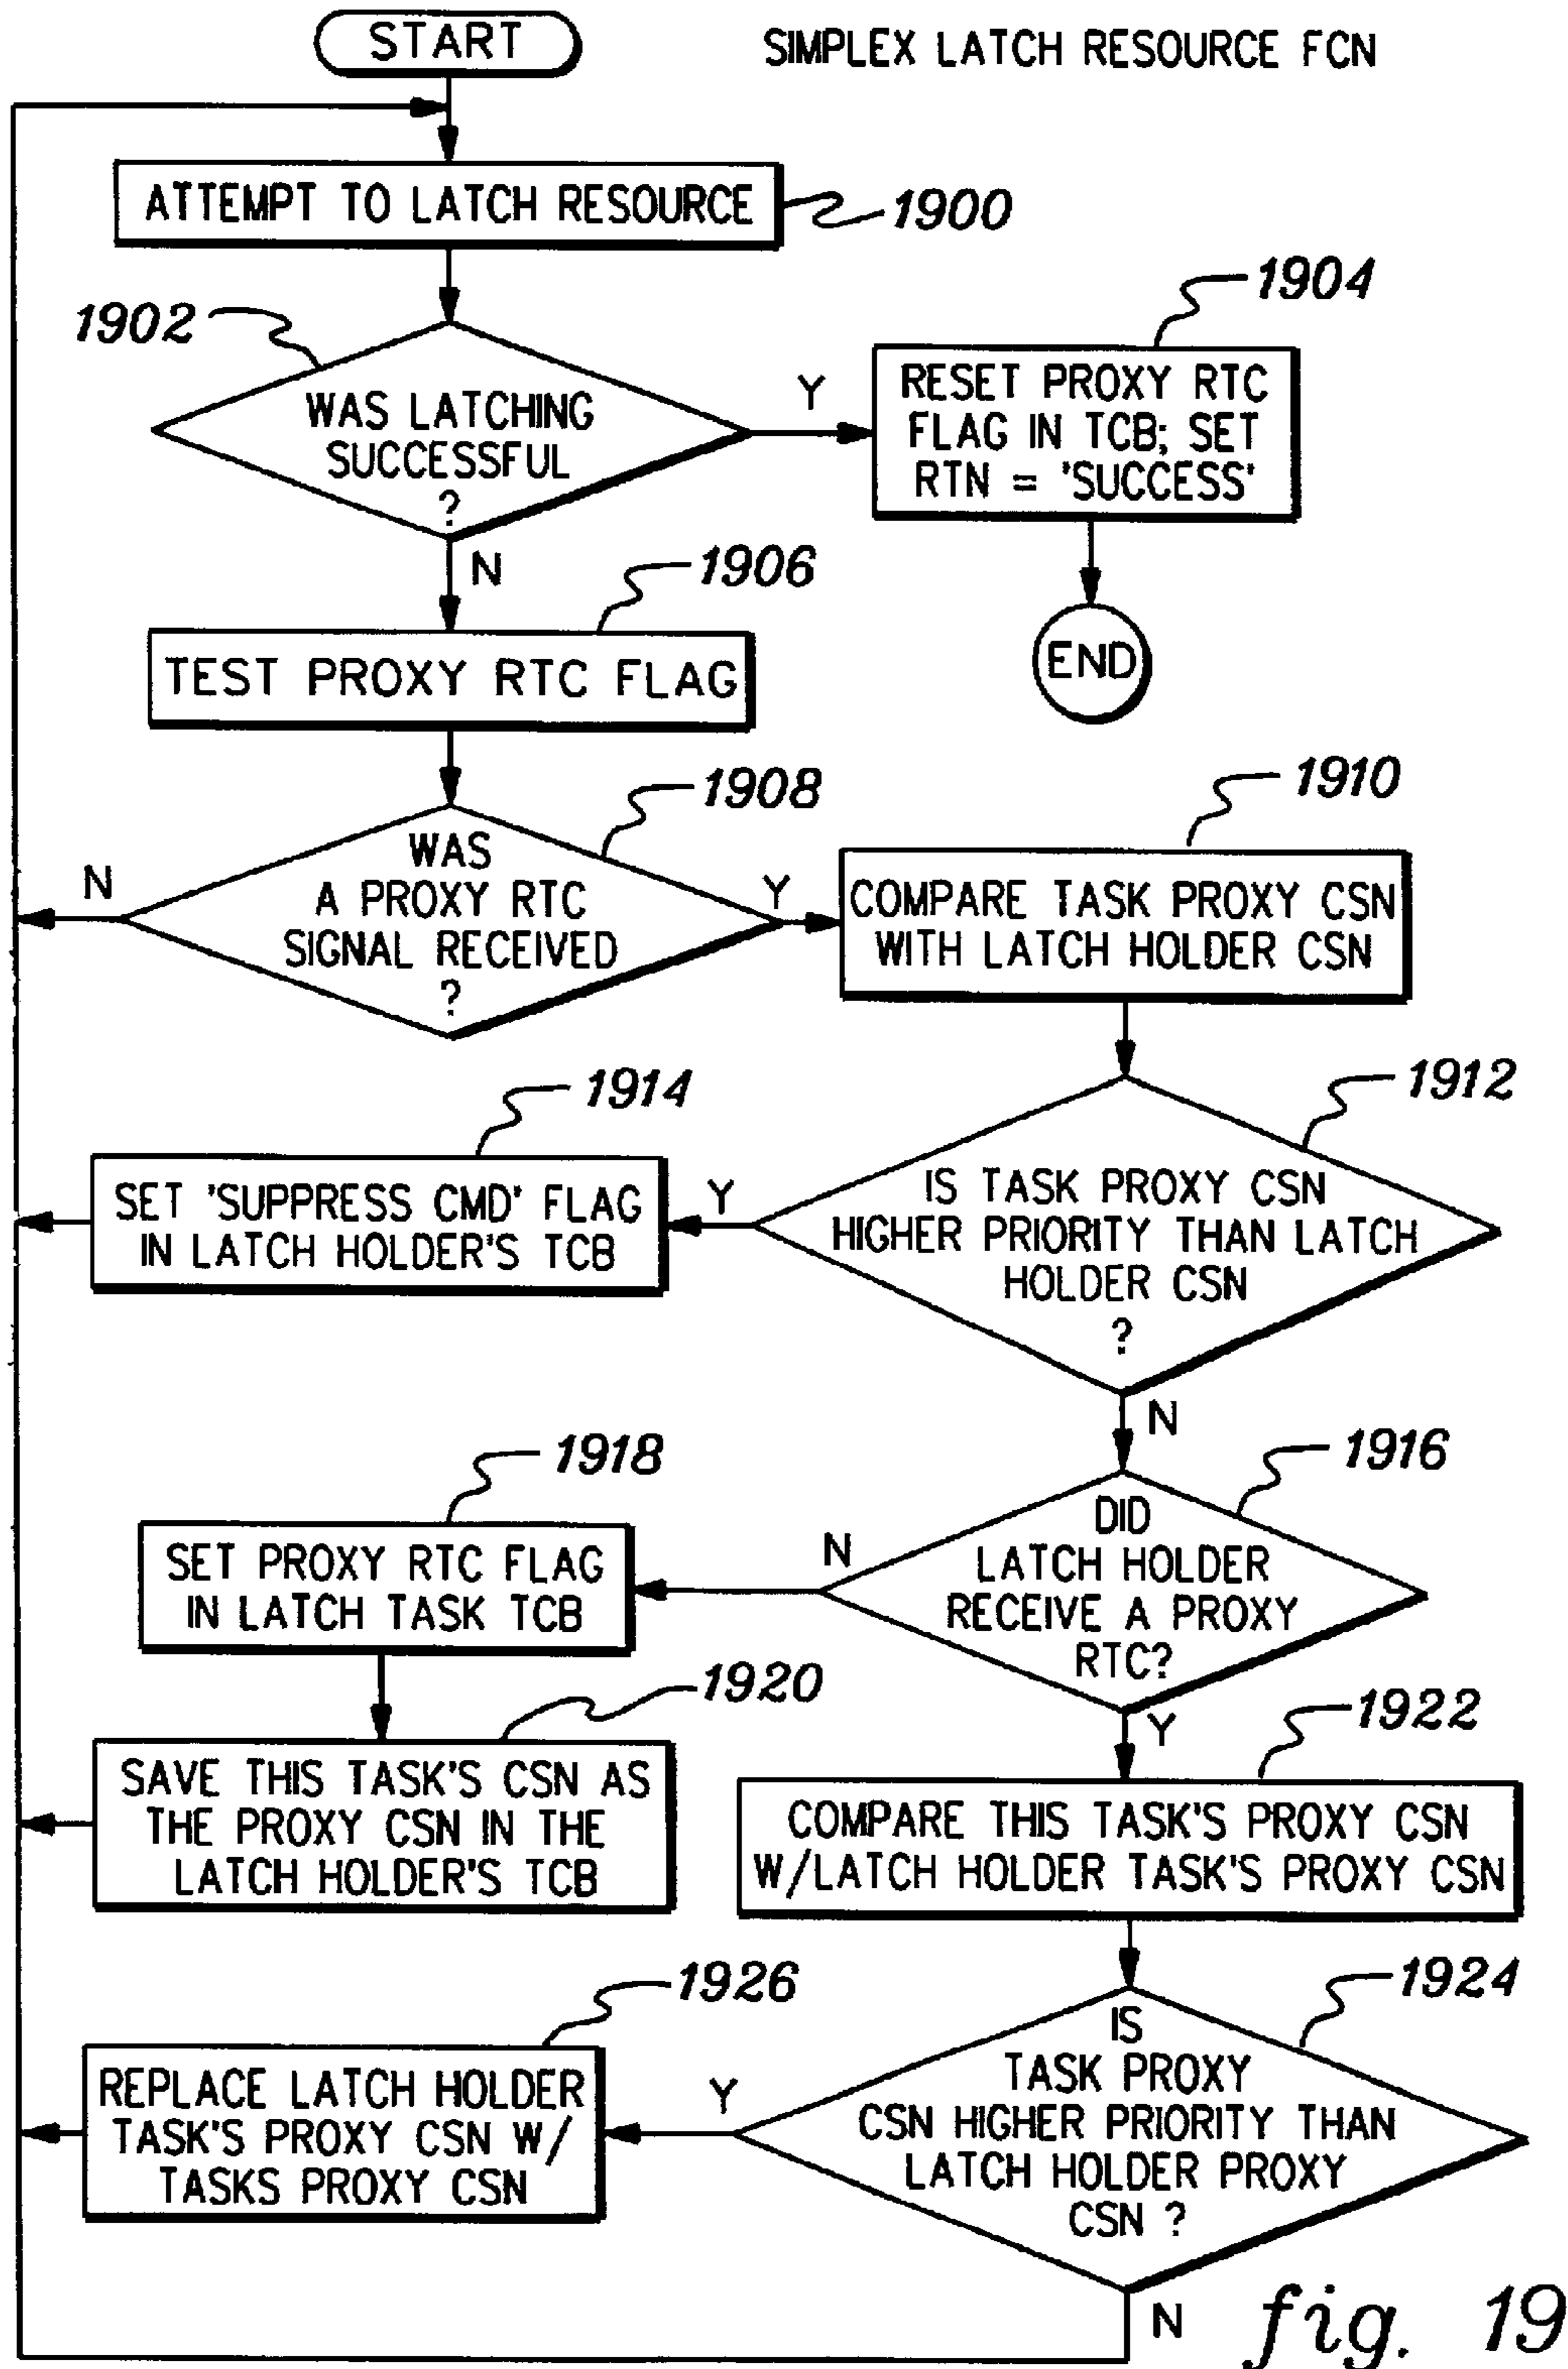 START
SIMPLEX LATCH RESOURCE FCN
ATTEMPT TO LATCH RESOURCE
1900
1902
WAS LATCHING
SUCCESSFUL
?
Y
1904
RESET PROXY RTC
FLAG IN TCB; SET
RTN = 'SUCCESS'
END
N
1906
TEST PROXY RTC FLAG
1908
WAS
A PROXY RTC
SIGNAL RECEIVED
?
N
Y
1910
COMPARE TASK PROXY CSN
WITH LATCH HOLDER CSN
1912
IS TASK PROXY CSN
HIGHER PRIORITY THAN LATCH
HOLDER CSN
?
Y
1914
SET 'SUPPRESS CMD' FLAG
IN LATCH HOLDER'S TCB
N
1916
DID
LATCH HOLDER
RECEIVE A PROXY
RTC?
N
1918
SET PROXY RTC FLAG
IN LATCH TASK TCB
1920
SAVE THIS TASK'S CSN AS
THE PROXY CSN IN THE
LATCH HOLDER'S TCB
Y
1922
COMPARE THIS TASK'S PROXY CSN
W/LATCH HOLDER TASK'S PROXY CSN
1924
IS
TASK PROXY
CSN HIGHER PRIORITY THAN
LATCH HOLDER PROXY
CSN ?
Y
1926
REPLACE LATCH HOLDER
TASK'S PROXY CSN W/
TASKS PROXY CSN
N
fig. 19